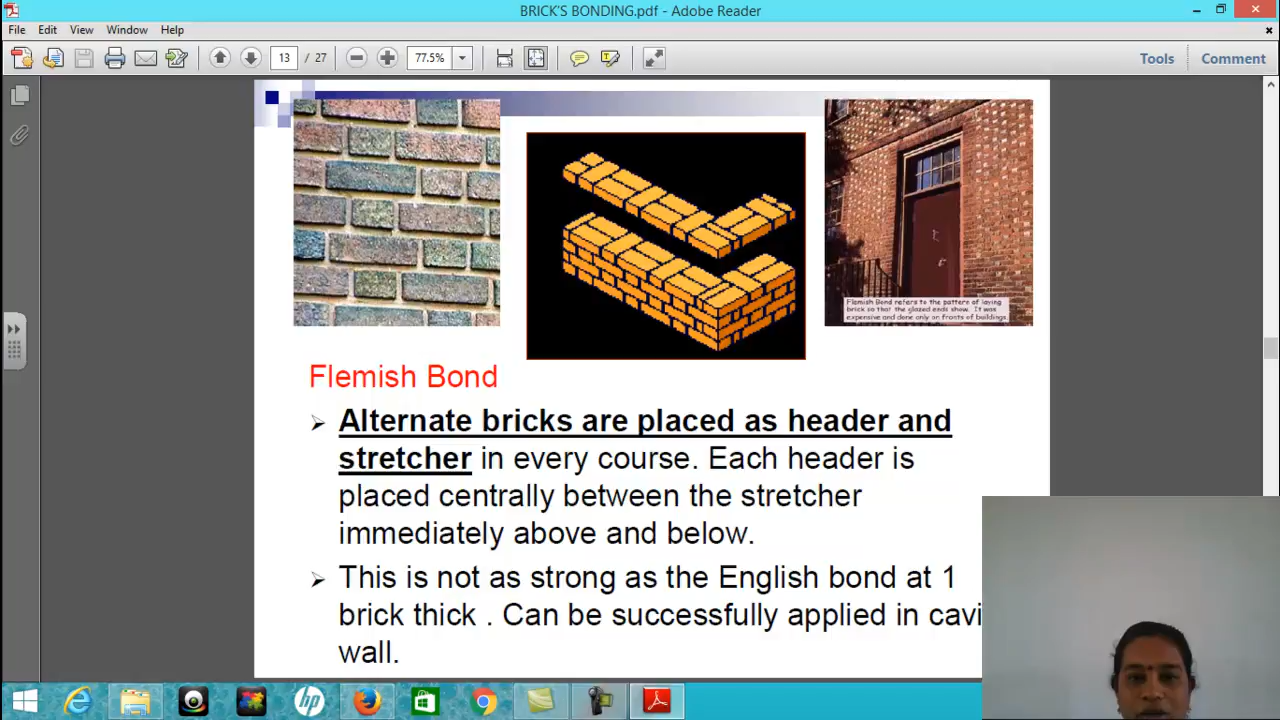 BRICK'S BONDING.pdf - Adobe Reader
File Edit View Window Help
13 / 27 77.5% Tools Comment
Flemish Bond refers to the pattern of laying
brick so that the glazed ends show. It was
expensive and done only on fronts of buildings.
Flemish Bond
Alternate bricks are placed as header and
stretcher in every course. Each header is
placed centrally between the stretcher
immediately above and below.
This is not as strong as the English bond at 1
brick thick . Can be successfully applied in cavi
wall.
hp